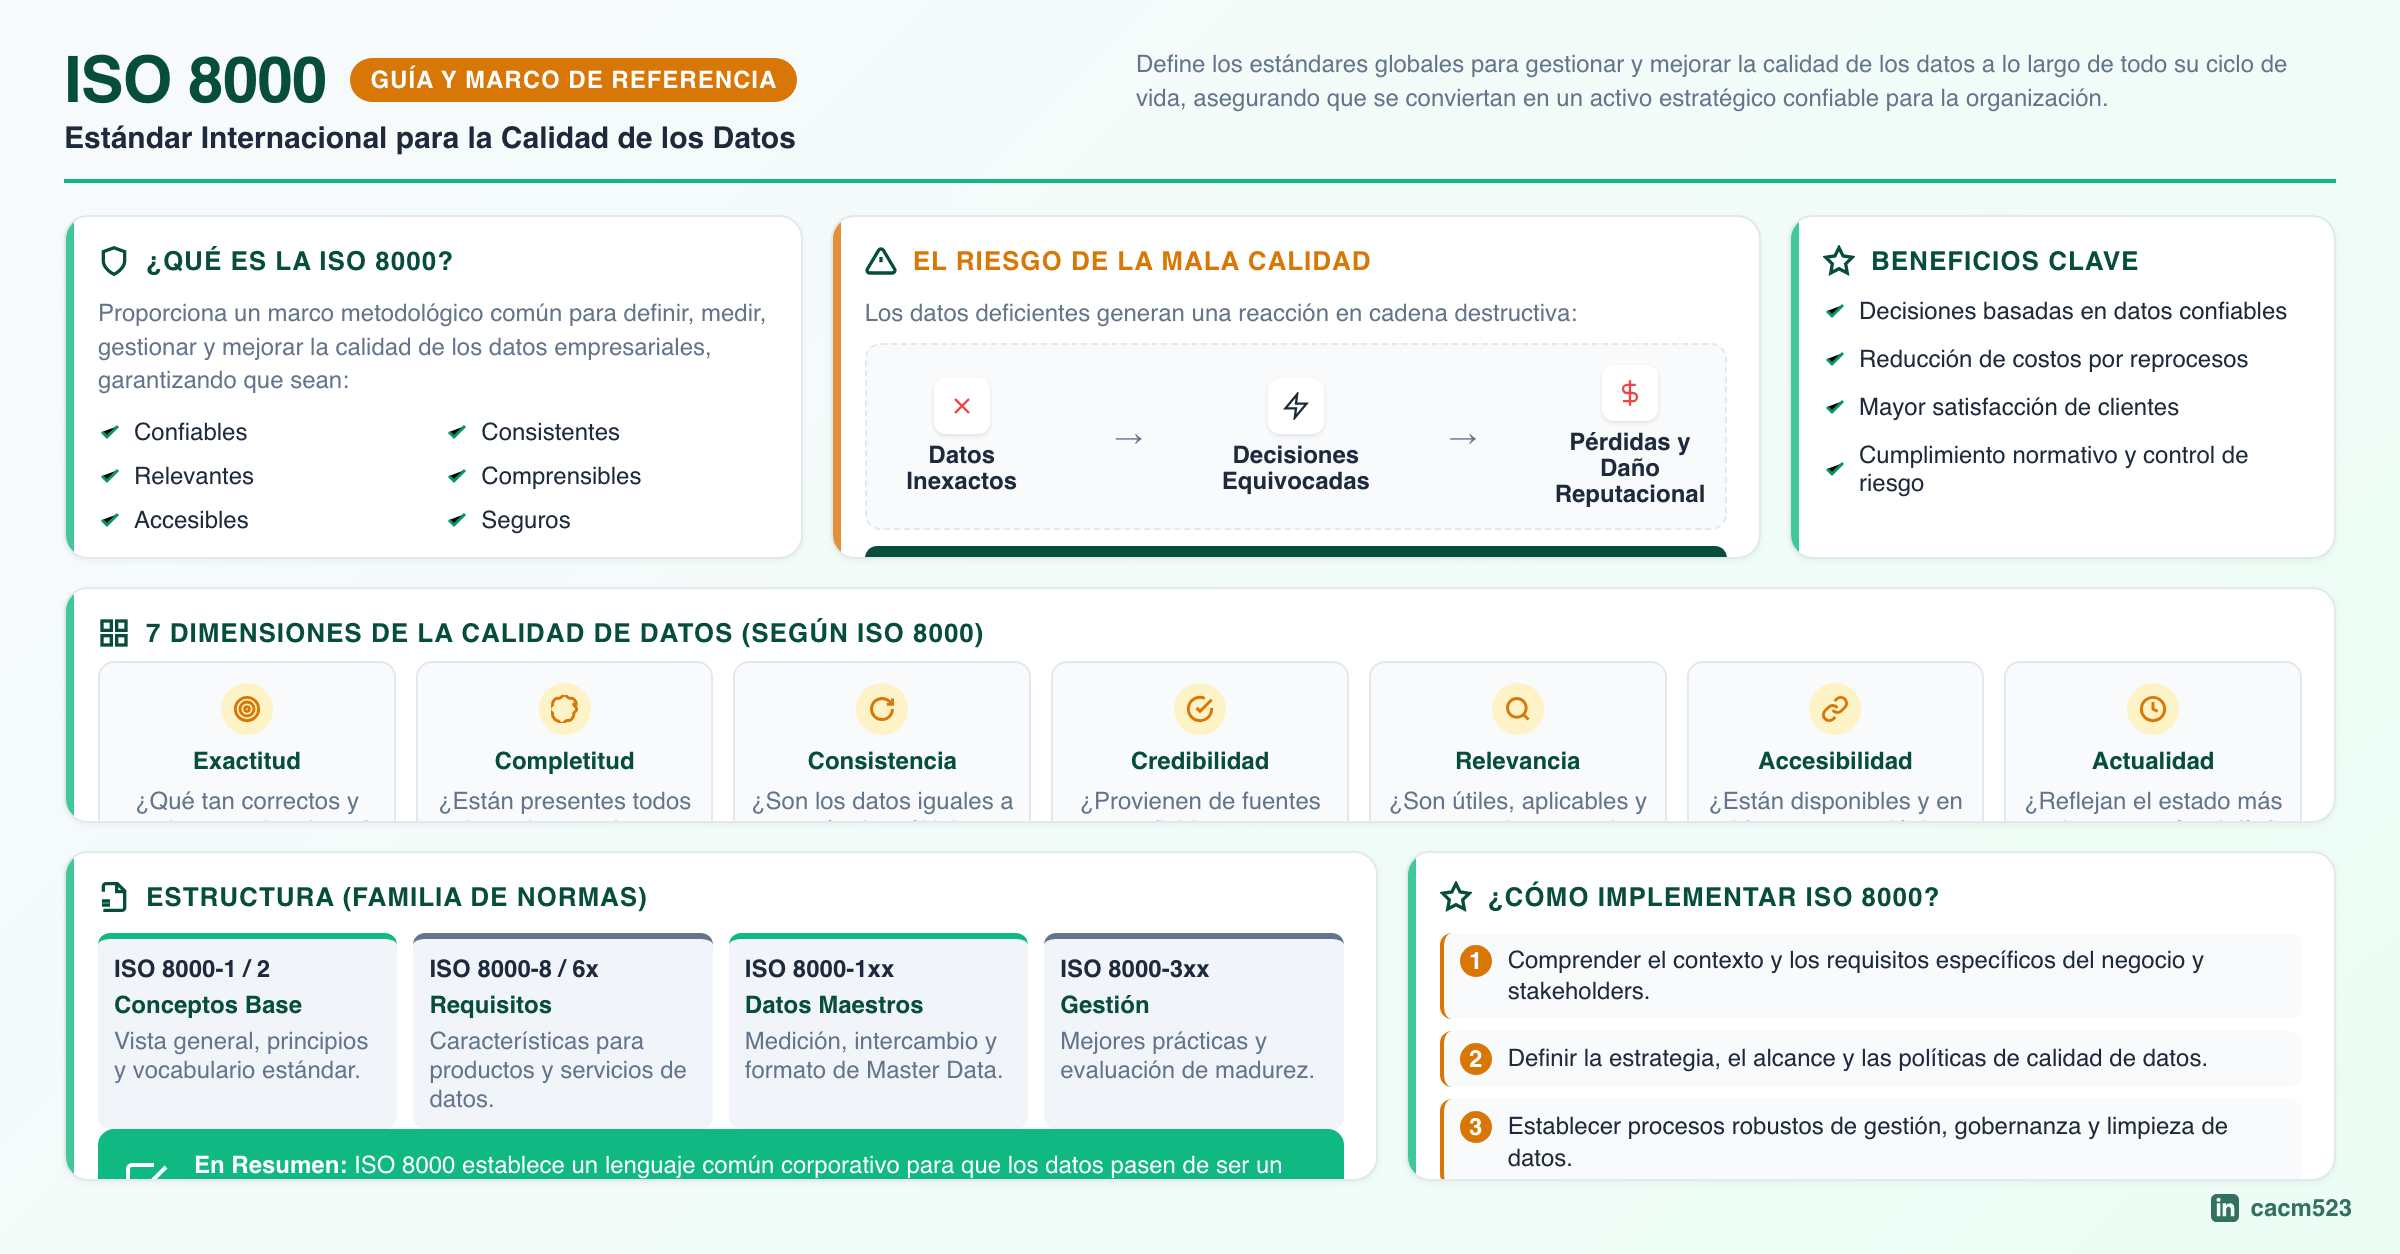 ISO 8000
GUÍA Y MARCO DE REFERENCIA
Estándar Internacional para la Calidad de los Datos
Define los estándares globales para gestionar y mejorar la calidad de los datos a lo largo de todo su ciclo de
vida, asegurando que se conviertan en un activo estratégico confiable para la organización.
¿QUÉ ES LA ISO 8000?
Proporciona un marco metodológico común para definir, medir,
gestionar y mejorar la calidad de los datos empresariales,
garantizando que sean:
Confiables
Consistentes
Relevantes
Comprensibles
Accesibles
Seguros
EL RIESGO DE LA MALA CALIDAD
Los datos deficientes generan una reacción en cadena destructiva:
Datos
Inexactos
→
Decisiones
Equivocadas
→
Pérdidas y
Daño
Reputacional
BENEFICIOS CLAVE
Decisiones basadas en datos confiables
Reducción de costos por reprocesos
Mayor satisfacción de clientes
Cumplimiento normativo y control de
riesgo
7 DIMENSIONES DE LA CALIDAD DE DATOS (SEGÚN ISO 8000)
Exactitud
¿Qué tan correctos y
Completitud
¿Están presentes todos
Consistencia
¿Son los datos iguales a
Credibilidad
¿Provienen de fuentes
Relevancia
¿Son útiles, aplicables y
Accesibilidad
¿Están disponibles y en
Actualidad
¿Reflejan el estado más
ESTRUCTURA (FAMILIA DE NORMAS)
ISO 8000-1 / 2
Conceptos Base
Vista general, principios
y vocabulario estándar.
ISO 8000-8 / 6x
Requisitos
Características para
productos y servicios de
datos.
ISO 8000-1xx
Datos Maestros
Medición, intercambio y
formato de Master Data.
ISO 8000-3xx
Gestión
Mejores prácticas y
evaluación de madurez.
En Resumen: ISO 8000 establece un lenguaje común corporativo para que los datos pasen de ser un
¿CÓMO IMPLEMENTAR ISO 8000?
1 Comprender el contexto y los requisitos específicos del negocio y
stakeholders.
2 Definir la estrategia, el alcance y las políticas de calidad de datos.
3 Establecer procesos robustos de gestión, gobernanza y limpieza de
datos.
in cacm523